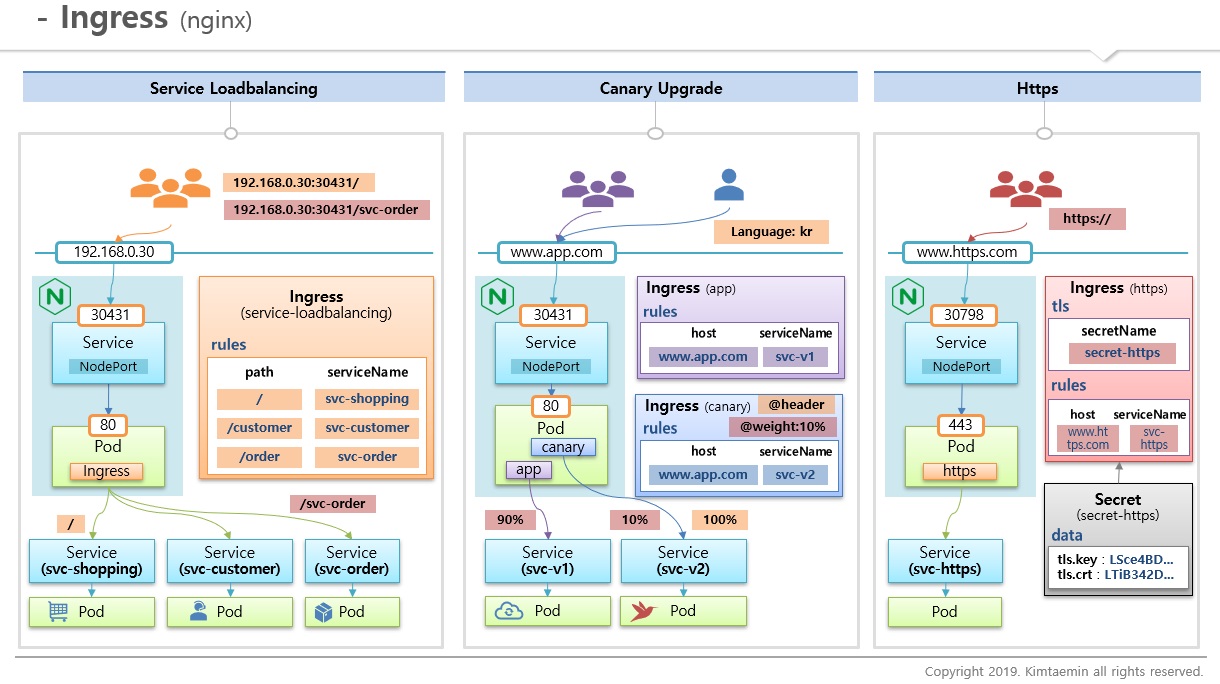 - Ingress (nginx)
Service Loadbalancing
192.168.0.30:30431/
192.168.0.30:30431/svc-order
192.168.0.30
N
30431
Service
NodePort
80
Pod
Ingress
Ingress
(service-loadbalancing)
rules
path serviceName
/ svc-shopping
/customer svc-customer
/order svc-order
/svc-order
/
Service
(svc-shopping)
Service
(svc-customer)
Service
(svc-order)
Pod
Pod
Pod
Canary Upgrade
Language: kr
www.app.com
N
30431
Service
NodePort
80
Pod
canary
app
Ingress (app)
rules
host serviceName
www.app.com svc-v1
Ingress (canary) @header
rules @weight:10%
host serviceName
www.app.com svc-v2
90%
10%
100%
Service
(svc-v1)
Service
(svc-v2)
Pod
Pod
Https
https://
www.https.com
N
30798
Service
NodePort
443
Pod
https
Ingress (https)
tls
secretName
secret-https
rules
host serviceName
www.ht
tps.com
svc-
https
Secret
(secret-https)
data
tls.key : LSce4BD...
tls.crt : LTiB342D...
Service
(svc-https)
Pod
Copyright 2019. Kimtaemin all rights reserved.